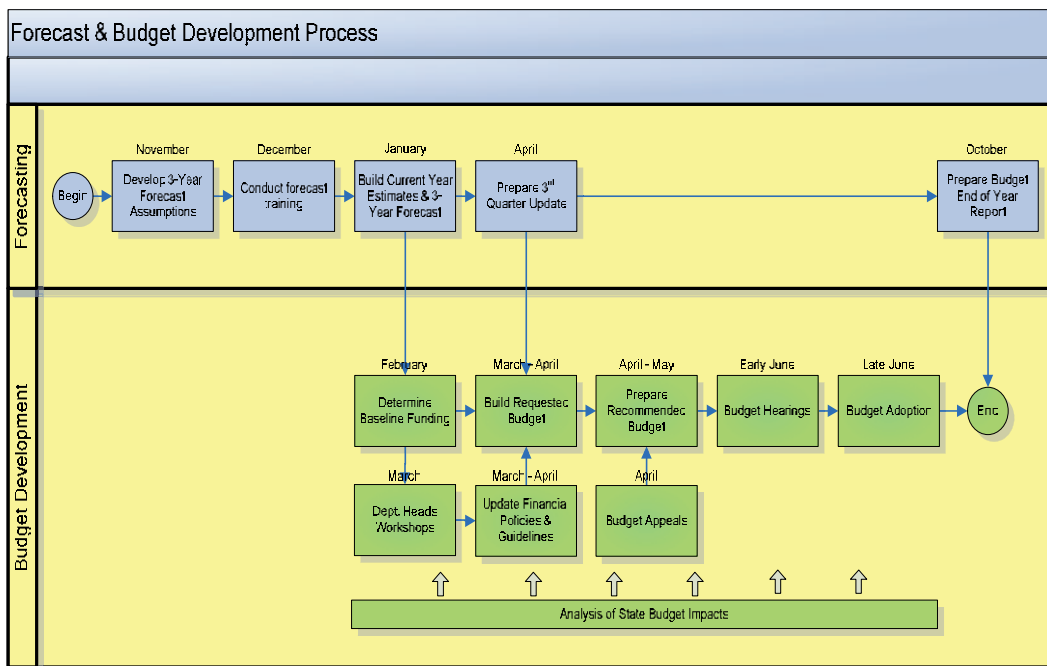 Forecast & Budget Development Process
Forecasting
November
December
January
April
October
Begin
Develop 3-Year
Forecast
Assumptions
Conduct forecast
training
Build Current Year
Estimates & 3-
Year Forecast
Prepare 3rd
Quarter Update
Prepare Budget
End of Year
Report
Budget Development
February
March - April
April - May
Early June
Late June
Determine
Baseline Funding
Build Requested
Budget
Prepare
Recommended
Budget
Budget Hearings
Budget Adoption
End
March
March - April
April
Dept. Heads
Workshops
Update Financia
Policies &
Guidelines
Budget Appeals
Analysis of State Budget Impacts